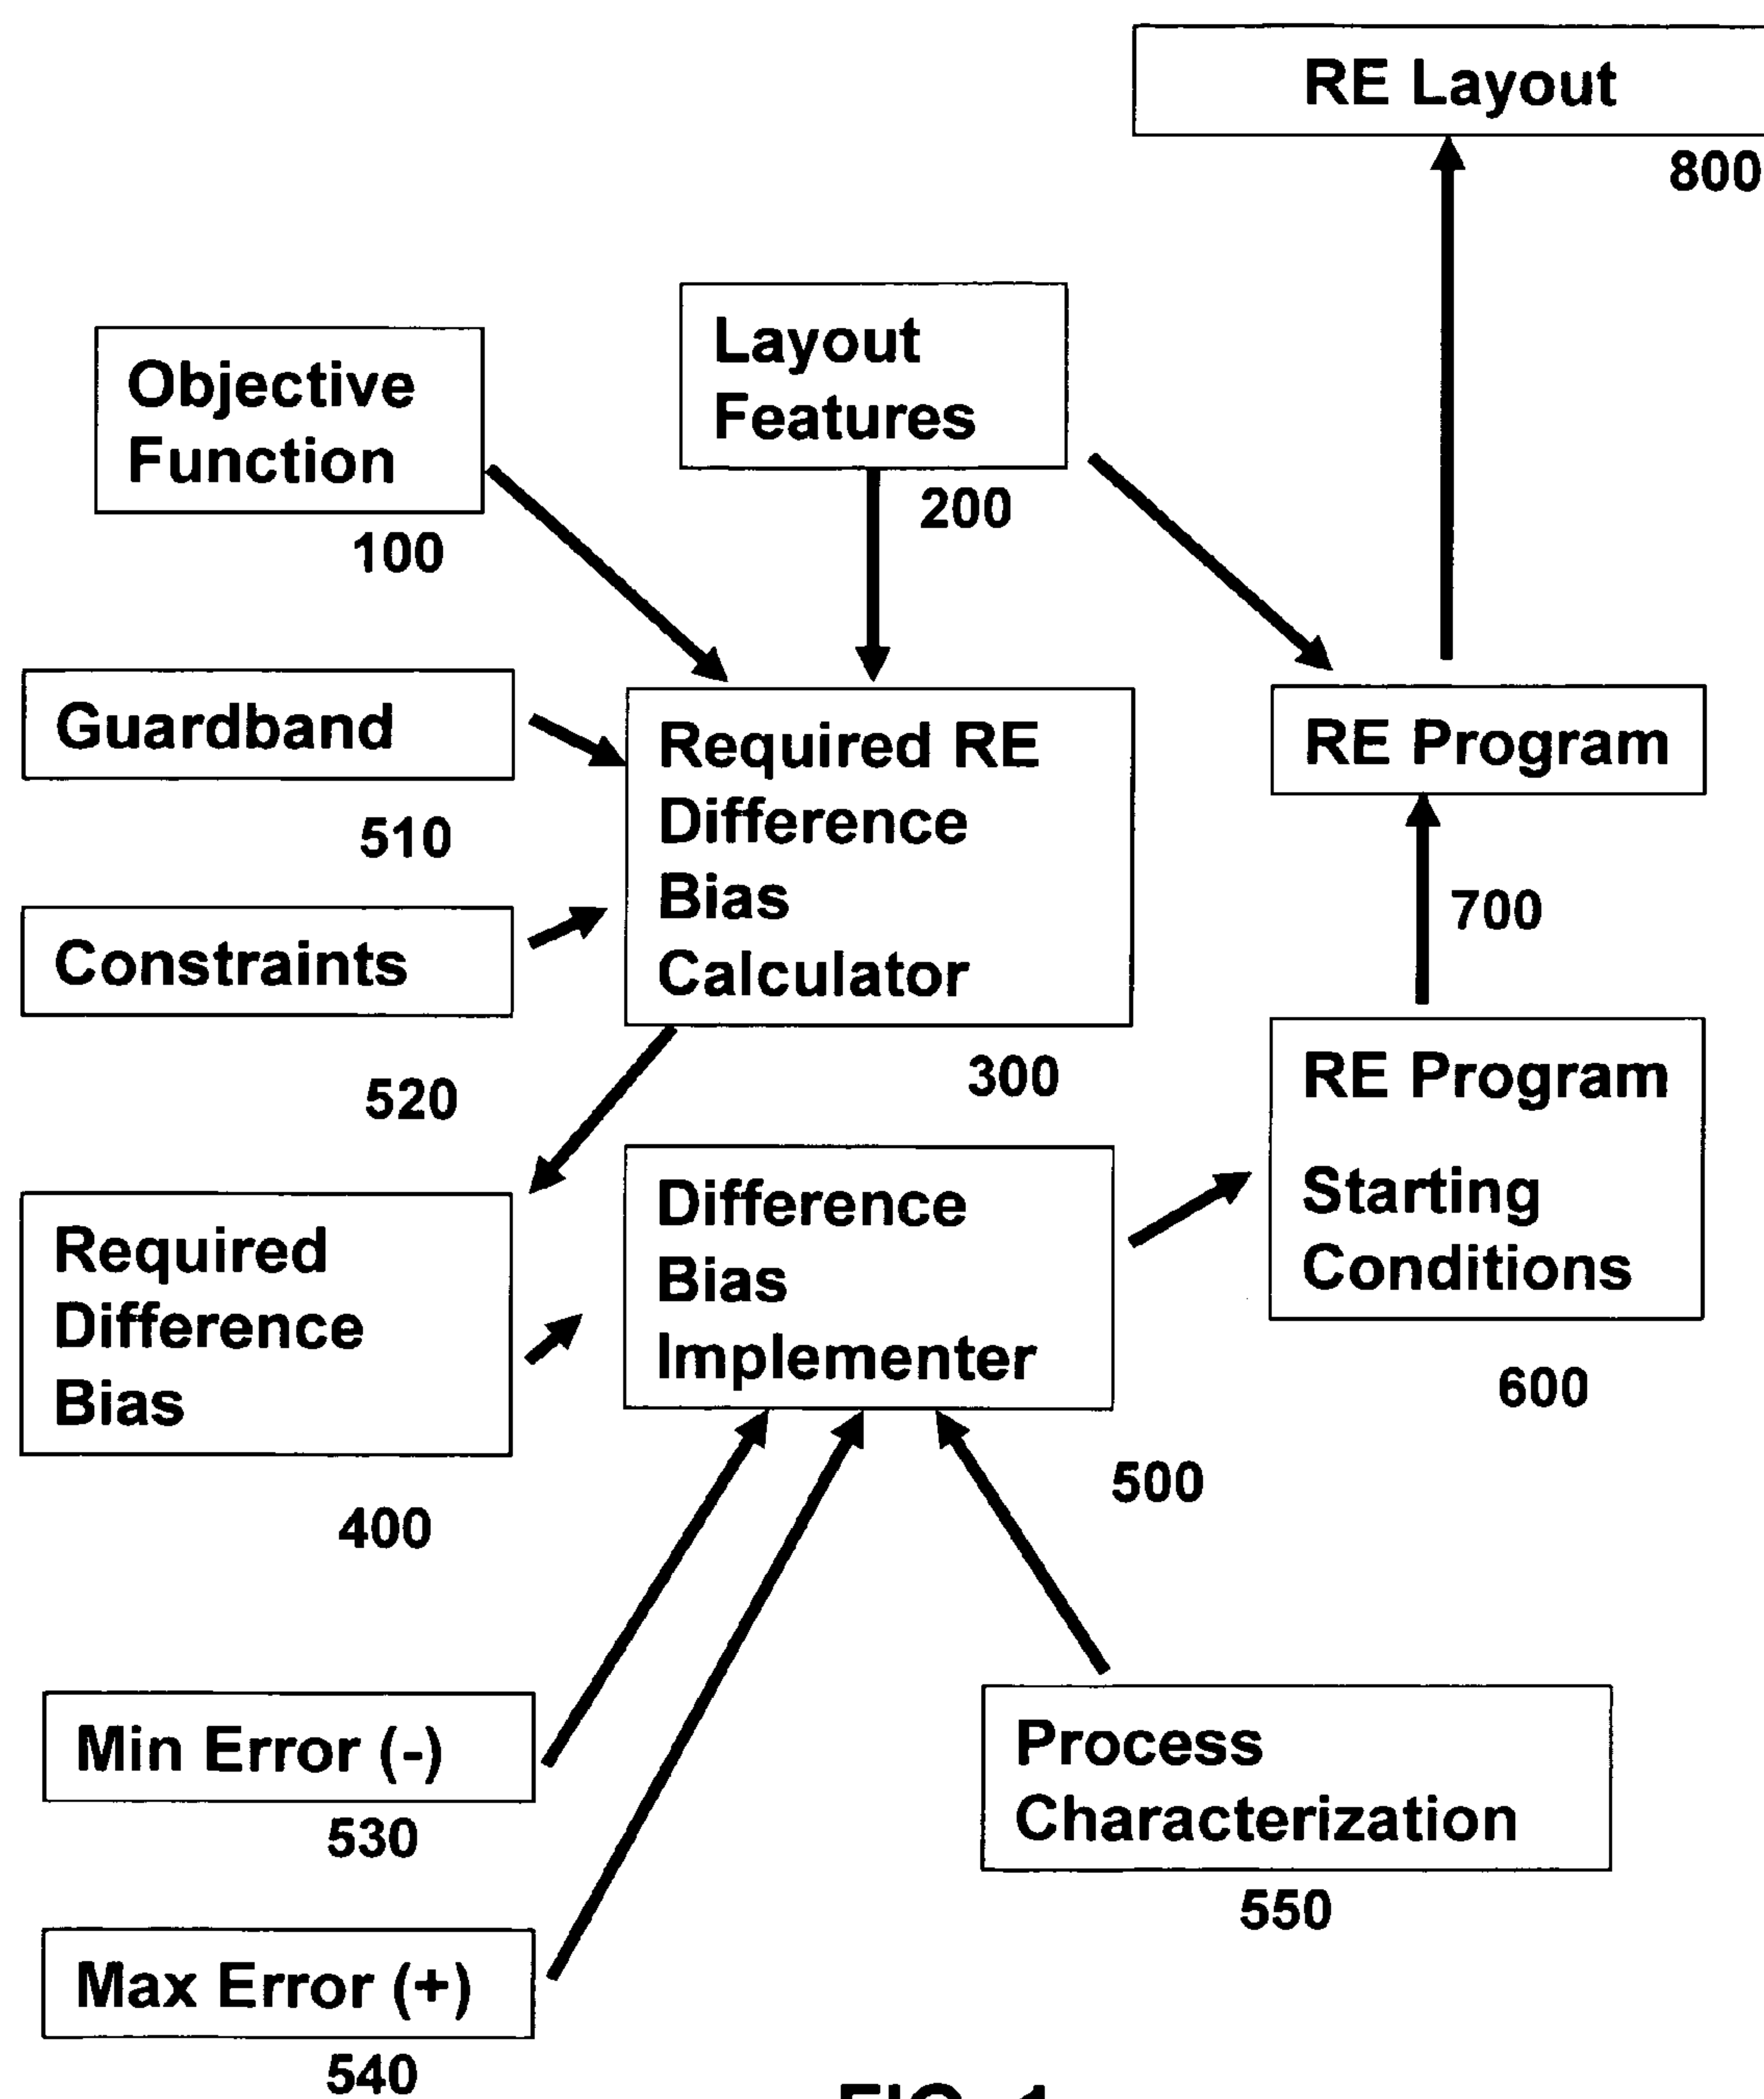 RE Layout
800
Layout
Features
200
Objective
Function
100
Guardband
510
Required RE
Difference
Bias
Calculator
300
RE Program
700
Constraints
520
RE Program
Starting
Conditions
600
Required
Difference
Bias
400
Difference
Bias
Implementer
500
Min Error (-)
530
Process
Characterization
550
Max Error (+)
540
FIG. 1